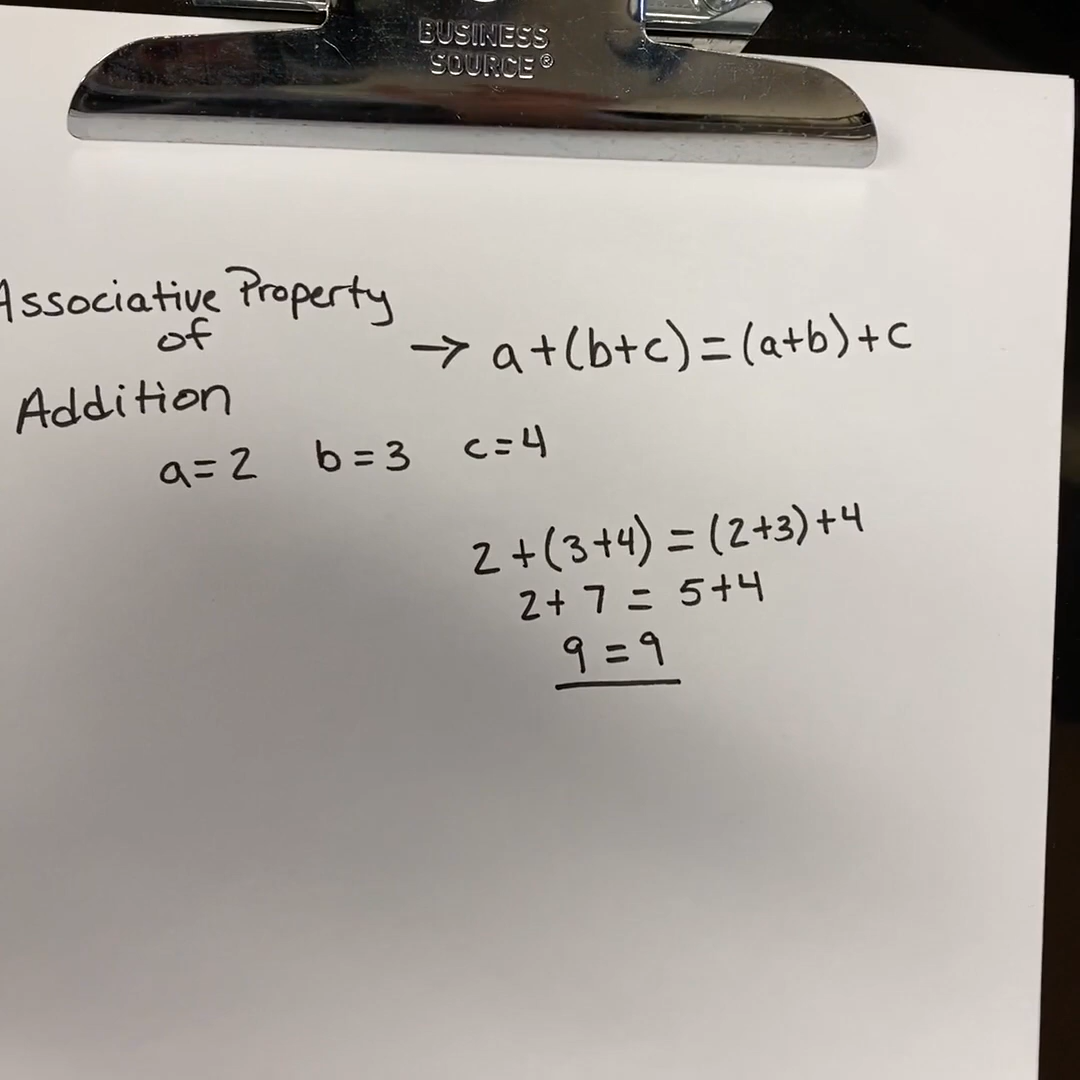 BUSINESS
SOURCE®
Associative Property
of
Addition
→ a+(b+c)=(a+b)+c
a=2 b=3 c=4
2+(3+4)=(2+3)+4
2+7=5+4
9=9